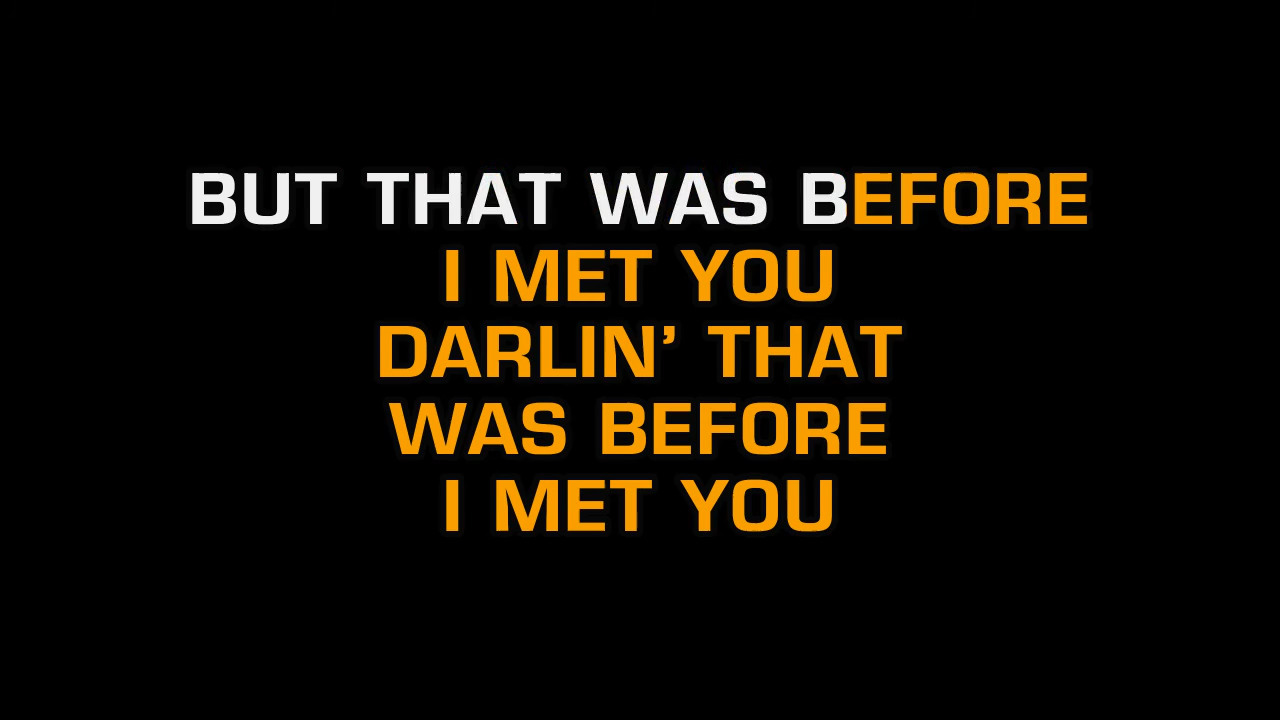 BUT THAT WAS BEFORE
I MET YOU
DARLIN’ THAT
WAS BEFORE
I MET YOU